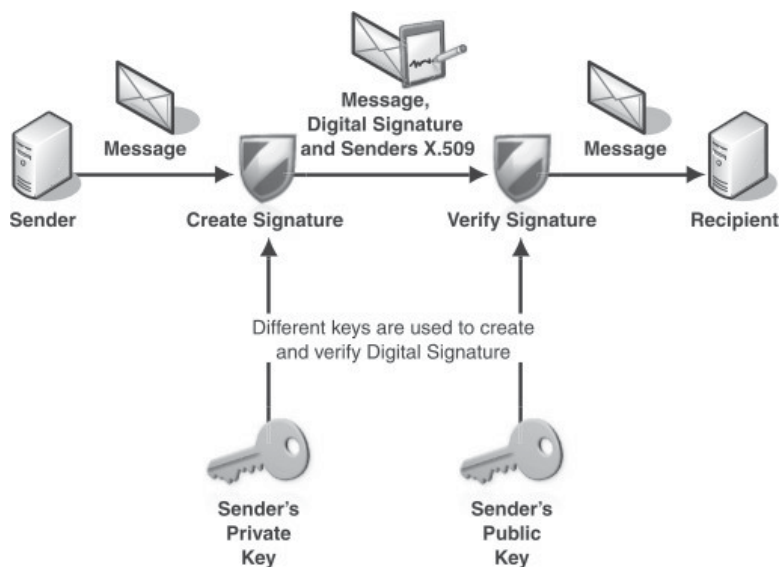 Message
Message,
Digital Signature
and Senders X.509
Message
Sender
Create Signature
Verify Signature
Recipient
Different keys are used to create
and verify Digital Signature
Sender's
Private
Key
Sender's
Public
Key